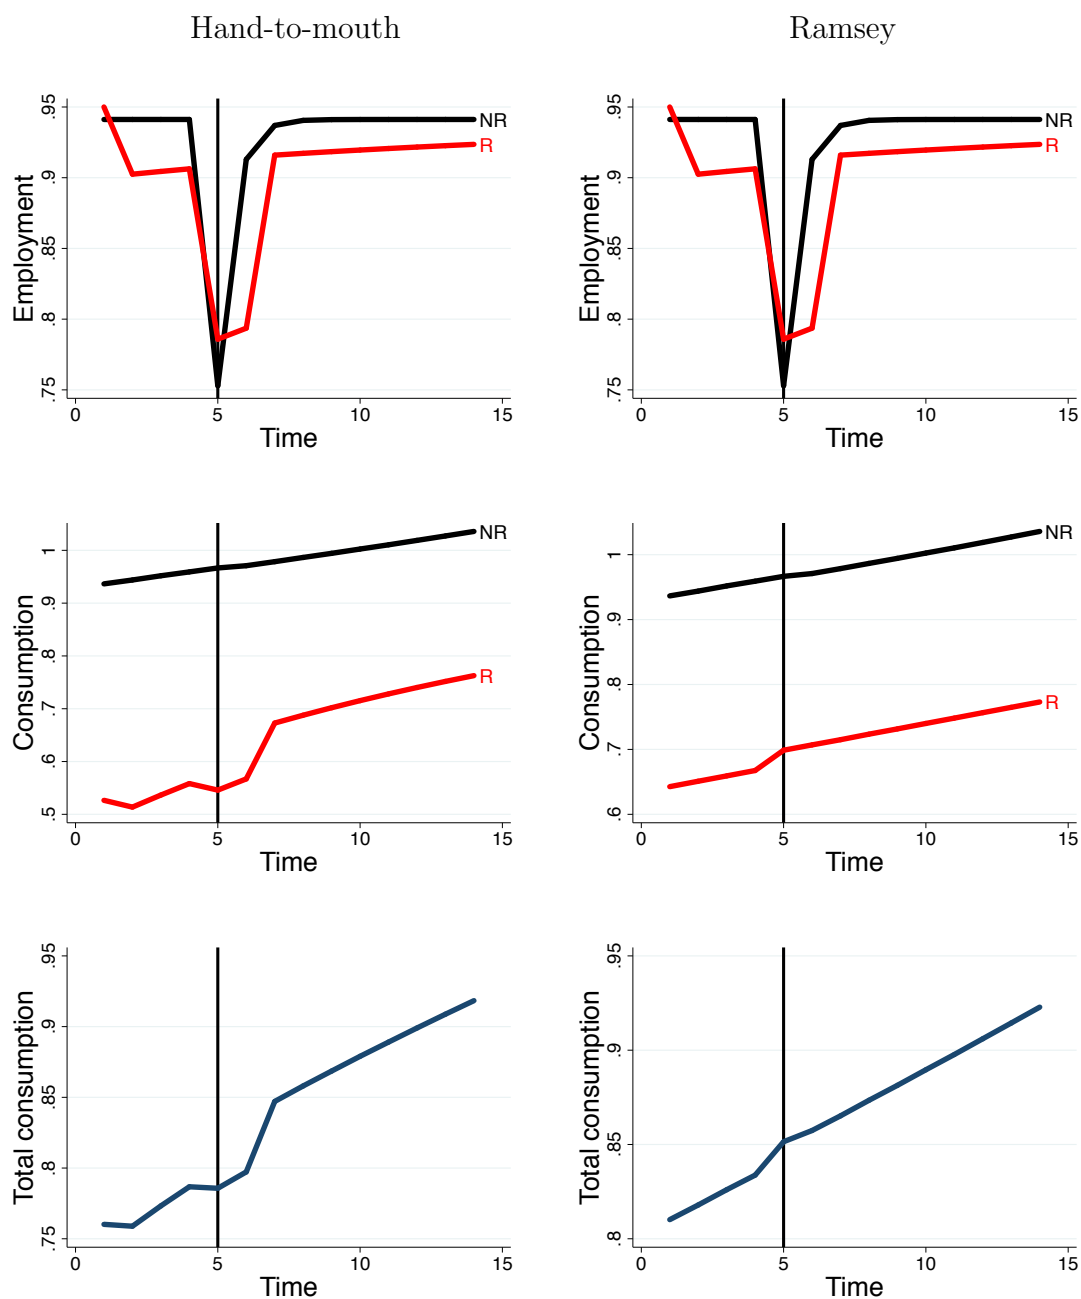 Hand-to-mouth
Ramsey
Employment
.95
.9
.85
.8
.75
NR
R
0 5 10 15
Time
Employment
.95
.9
.85
.8
.75
NR
R
0 5 10 15
Time
Consumption
1
.9
.8
.7
.6
.5
NR
R
0 5 10 15
Time
Consumption
1
.9
.8
.7
.6
NR
R
0 5 10 15
Time
Total consumption
.95
.9
.85
.8
.75
0 5 10 15
Time
Total consumption
.95
.9
.85
.8
0 5 10 15
Time